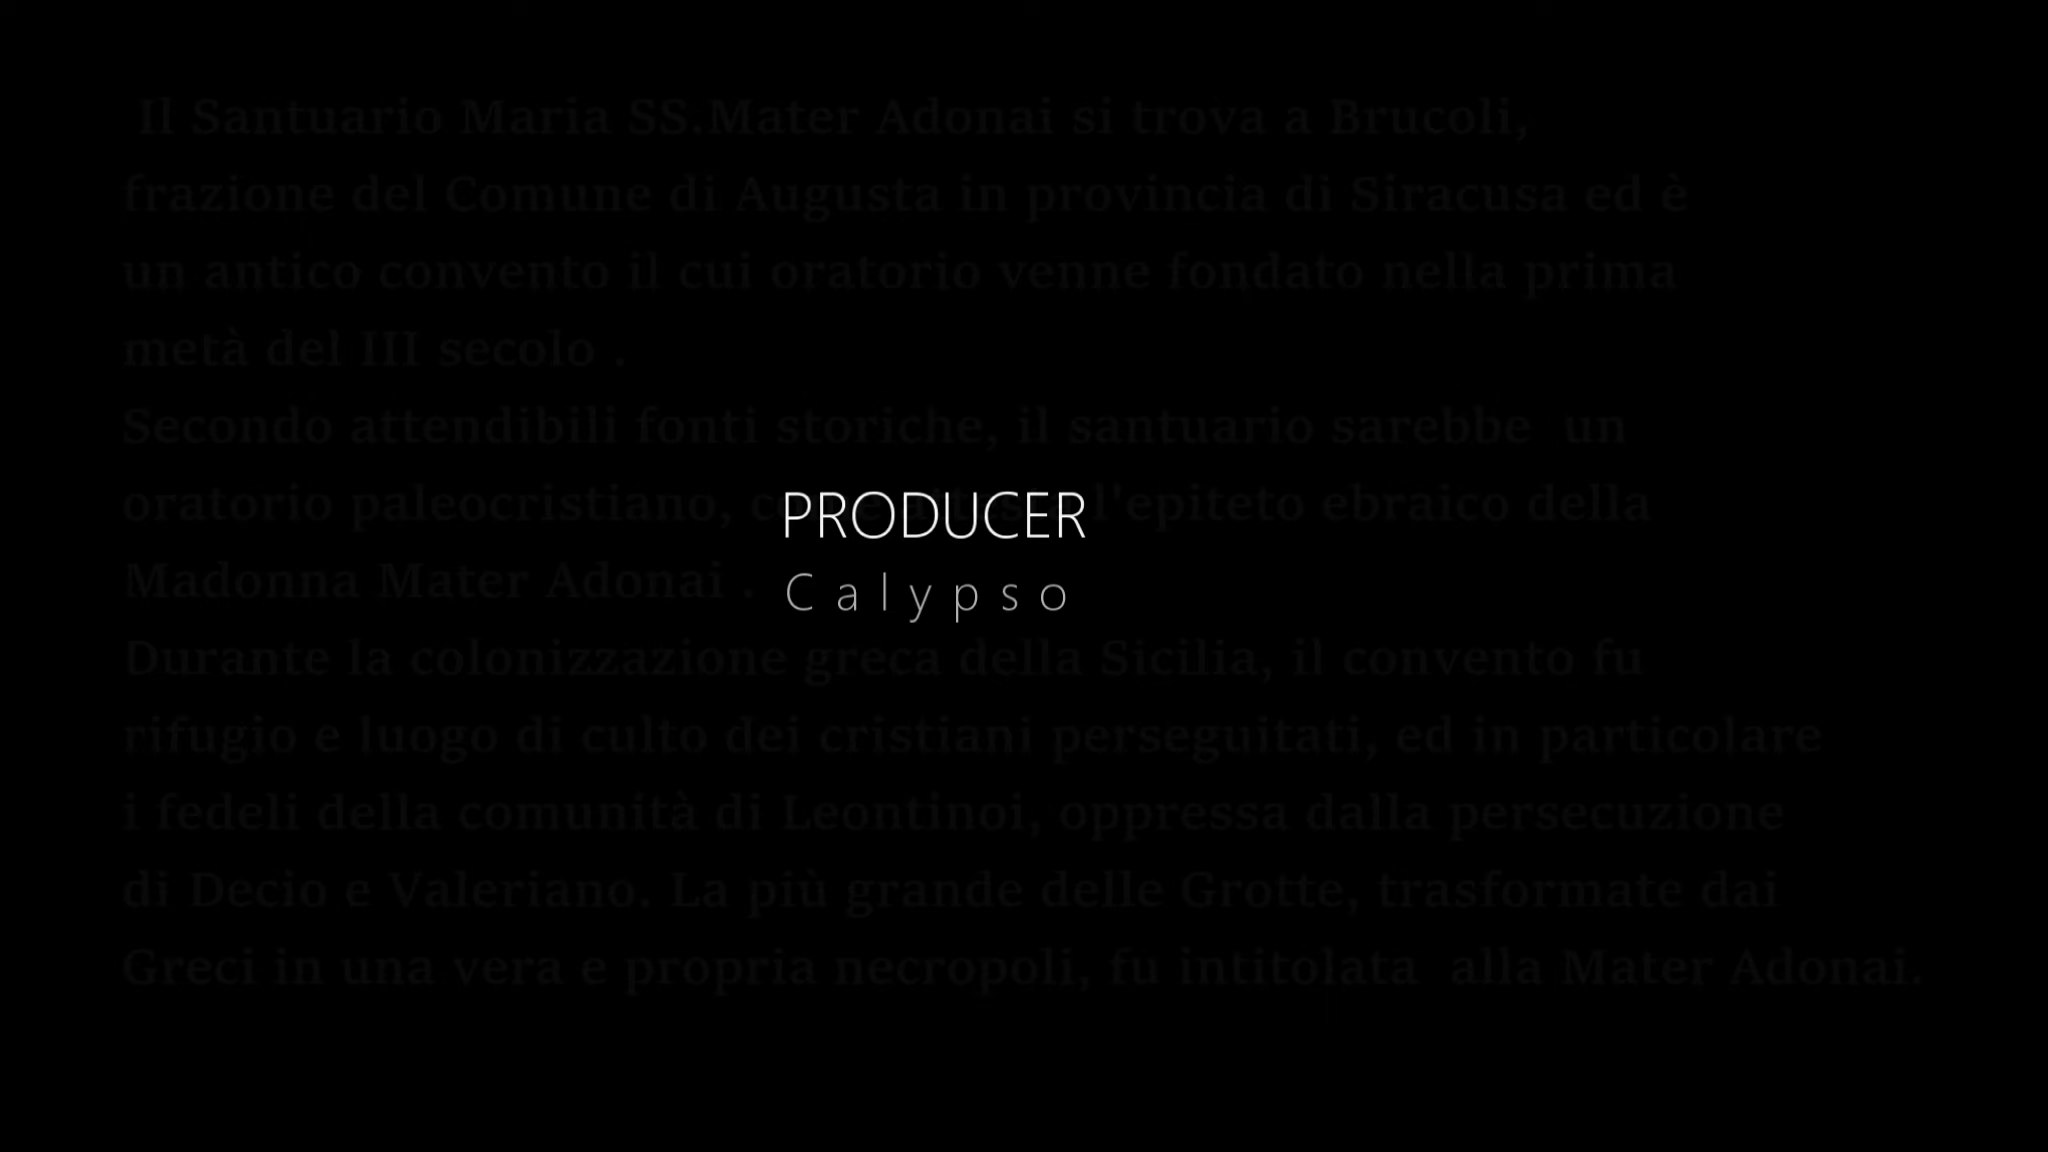 Il Santuario Maria SS.Mater Adonai si trova a Brucoli,
frazione del Comune di Augusta in provincia di Siracusa ed è
un antico convento il cui oratorio venne fondato nella prima
metà del III secolo .
Secondo attendibili fonti storiche, il santuario sarebbe un
oratorio paleocristiano, l'epiteto ebraico della
PRODUCER
Madonna Mater Adonai .
Calypso
Durante la colonizzazione greca della Sicilia, il convento fu
rifugio e luogo di culto dei cristiani perseguitati, ed in particolare
i fedeli della comunità di Leontinoi, oppressa dalla persecuzione
di Decio e Valeriano. La più grande delle Grotte, trasformate dai
Greci in una vera e propria necropoli, fu intitolata alla Mater Adonai.